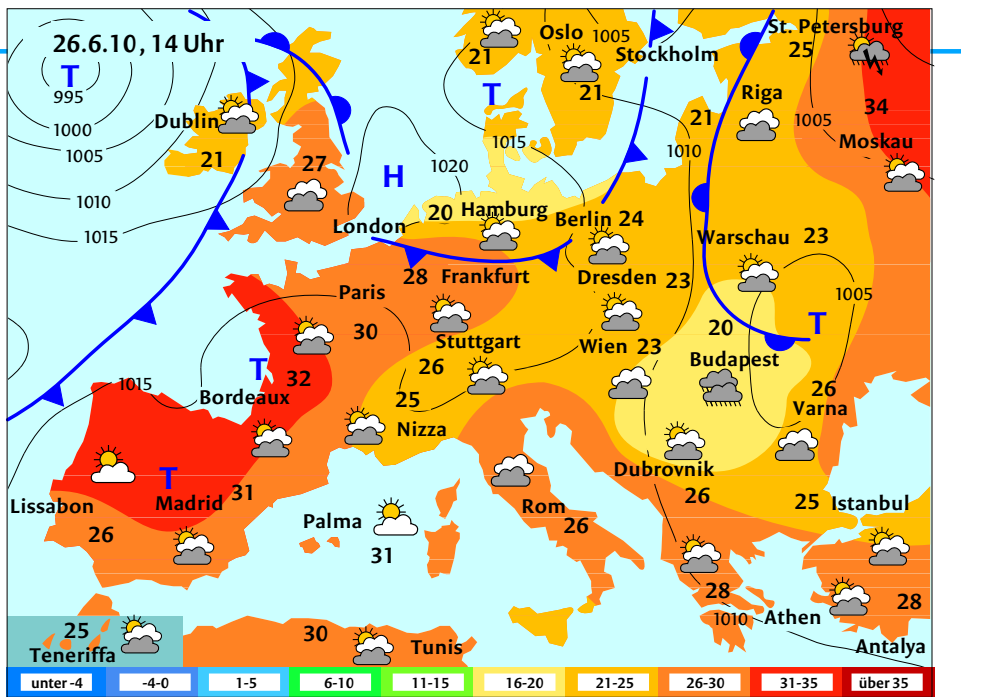 26.6.10, 14 Uhr
T
995
1000
1005
1010
1015
Oslo
1005
Stockholm
St. Petersburg
25
21
T
21
Riga
21
1005
34
Moskau
Dublin
21
27
1015
1010
1020
H
20
Hamburg
Berlin 24
London
Warschau 23
28
Frankfurt
Dresden 23
Paris
1005
30
20
T
Stuttgart
Wien 23
26
Budapest
T
32
1015
Bordeaux
25
26
Varna
Nizza
Dubrovnik
T
Madrid
31
26
25
Istanbul
Lissabon
Rom
26
Palma
26
31
28
28
1010
Athen
25
Teneriffa
30
Tunis
Antalya
unter -4
-4-0
1-5
6-10
11-15
16-20
21-25
26-30
31-35
über 35